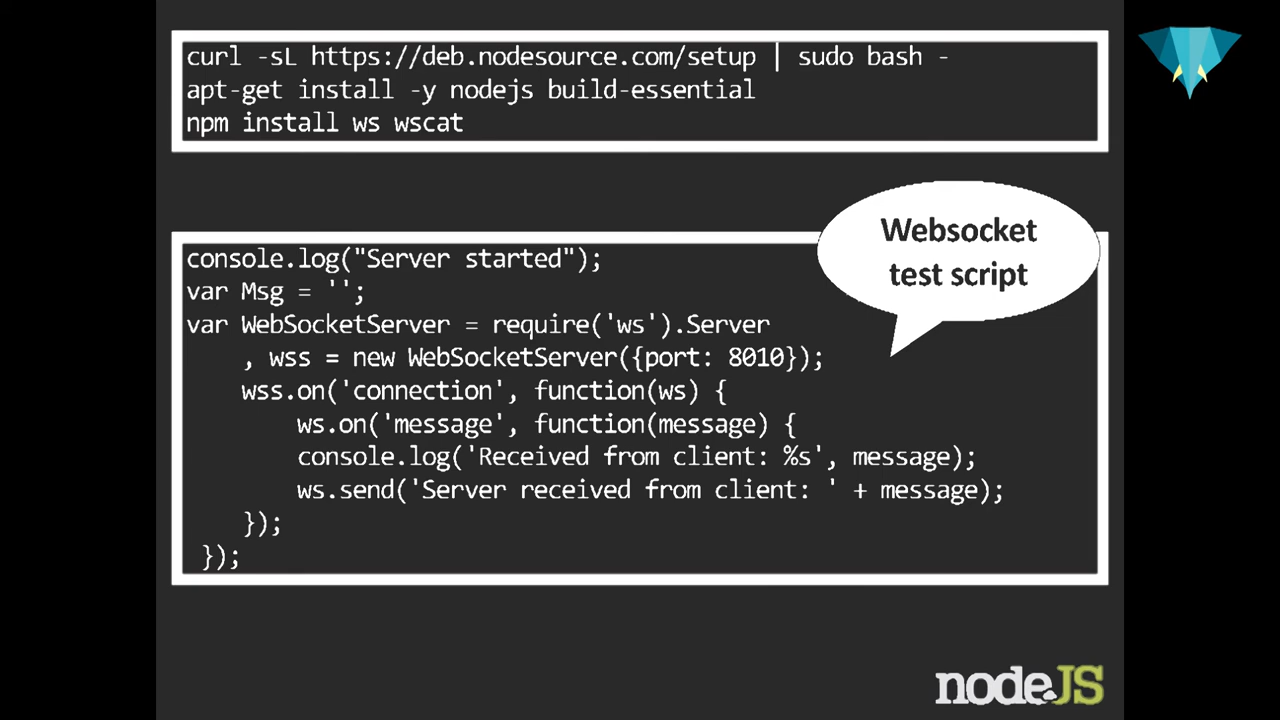 curl -sL https://deb.nodesource.com/setup | sudo bash -
apt-get install -y nodejs build-essential
npm install ws wscat
Websocket
test script
console.log("Server started");
var Msg = '';
var WebSocketServer = require('ws').Server
    , wss = new WebSocketServer({port: 8010});
    wss.on('connection', function(ws) {
        ws.on('message', function(message) {
        console.log('Received from client: %s', message);
        ws.send('Server received from client: ' + message);
    });
 });
nodeJS